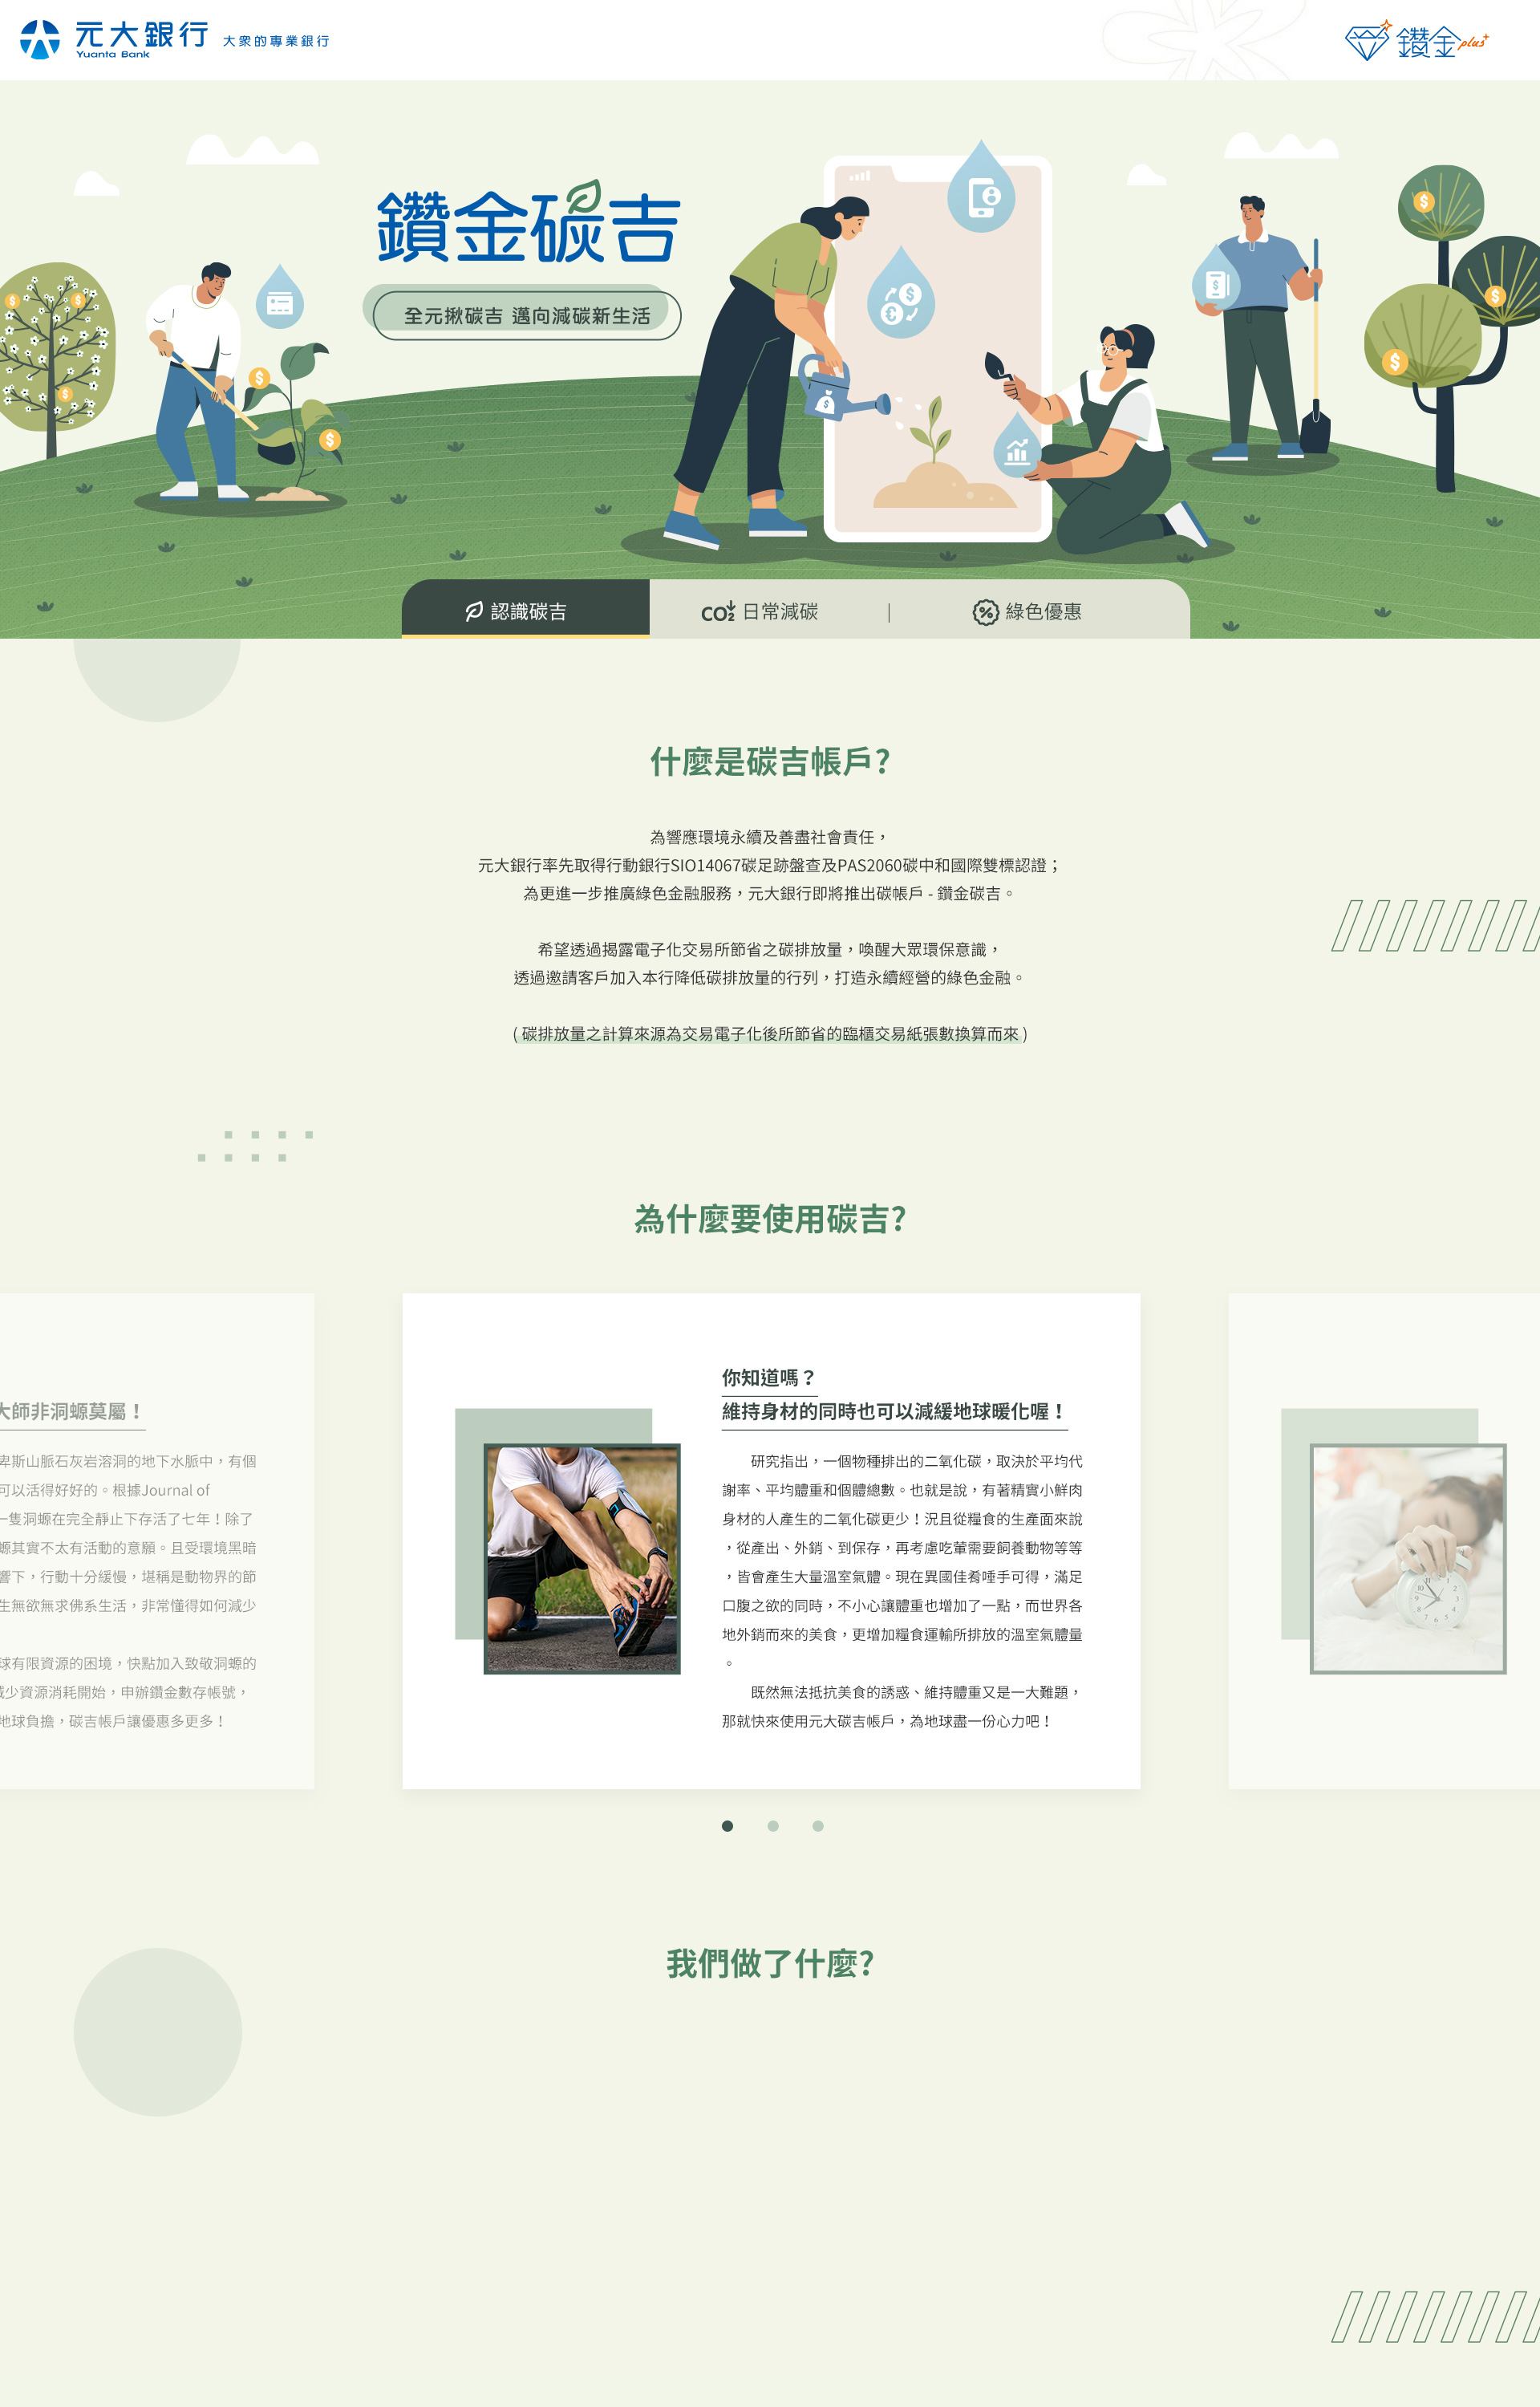 元大銀行
Yuanta Bank
大眾的專業銀行
鑽金plus
鑽金碳吉
全元揪碳吉 邁向減碳新生活
認識碳吉
CO2 日常減碳
綠色優惠
什麼是碳吉帳戶?
為響應環境永續及善盡社會責任，
元大銀行率先取得行動銀行SIO14067碳足跡盤查及PAS2060碳中和國際雙標認證；
為更進一步推廣綠色金融服務，元大銀行即將推出碳帳戶 - 鑽金碳吉。
希望透過揭露電子化交易所節省之碳排放量，喚醒大眾環保意識，
透過邀請客戶加入本行降低碳排放量的行列，打造永續經營的綠色金融。
( 碳排放量之計算來源為交易電子化後所節省的臨櫃交易紙張數換算而來 )
為什麼要使用碳吉?
大師非洞螈莫屬！
卑斯山脈石灰岩溶洞的地下水脈中，有個
可以活得好好的。根據Journal of
一隻洞螈在完全靜止下存活了七年！除了
螈其實不太有活動的意願。且受環境黑暗
響下，行動十分緩慢，堪稱是動物界的節
生無欲無求佛系生活，非常懂得如何減少
球有限資源的困境，快點加入致敬洞螈的
減少資源消耗開始，申辦鑽金數存帳號，
地球負擔，碳吉帳戶讓優惠多更多！
你知道嗎？
維持身材的同時也可以減緩地球暖化喔！
研究指出，一個物種排出的二氧化碳，取決於平均代
謝率、平均體重和個體總數。也就是說，有著精實小鮮肉
身材的人產生的二氧化碳更少！況且從糧食的生產面來說
，從產出、外銷、到保存，再考慮吃葷需要飼養動物等等
，皆會產生大量溫室氣體。現在異國佳肴唾手可得，滿足
口腹之欲的同時，不小心讓體重也增加了一點，而世界各
地外銷而來的美食，更增加糧食運輸所排放的溫室氣體量
。
既然無法抵抗美食的誘惑、維持體重又是一大難題，
那就快來使用元大碳吉帳戶，為地球盡一份心力吧！
我們做了什麼?